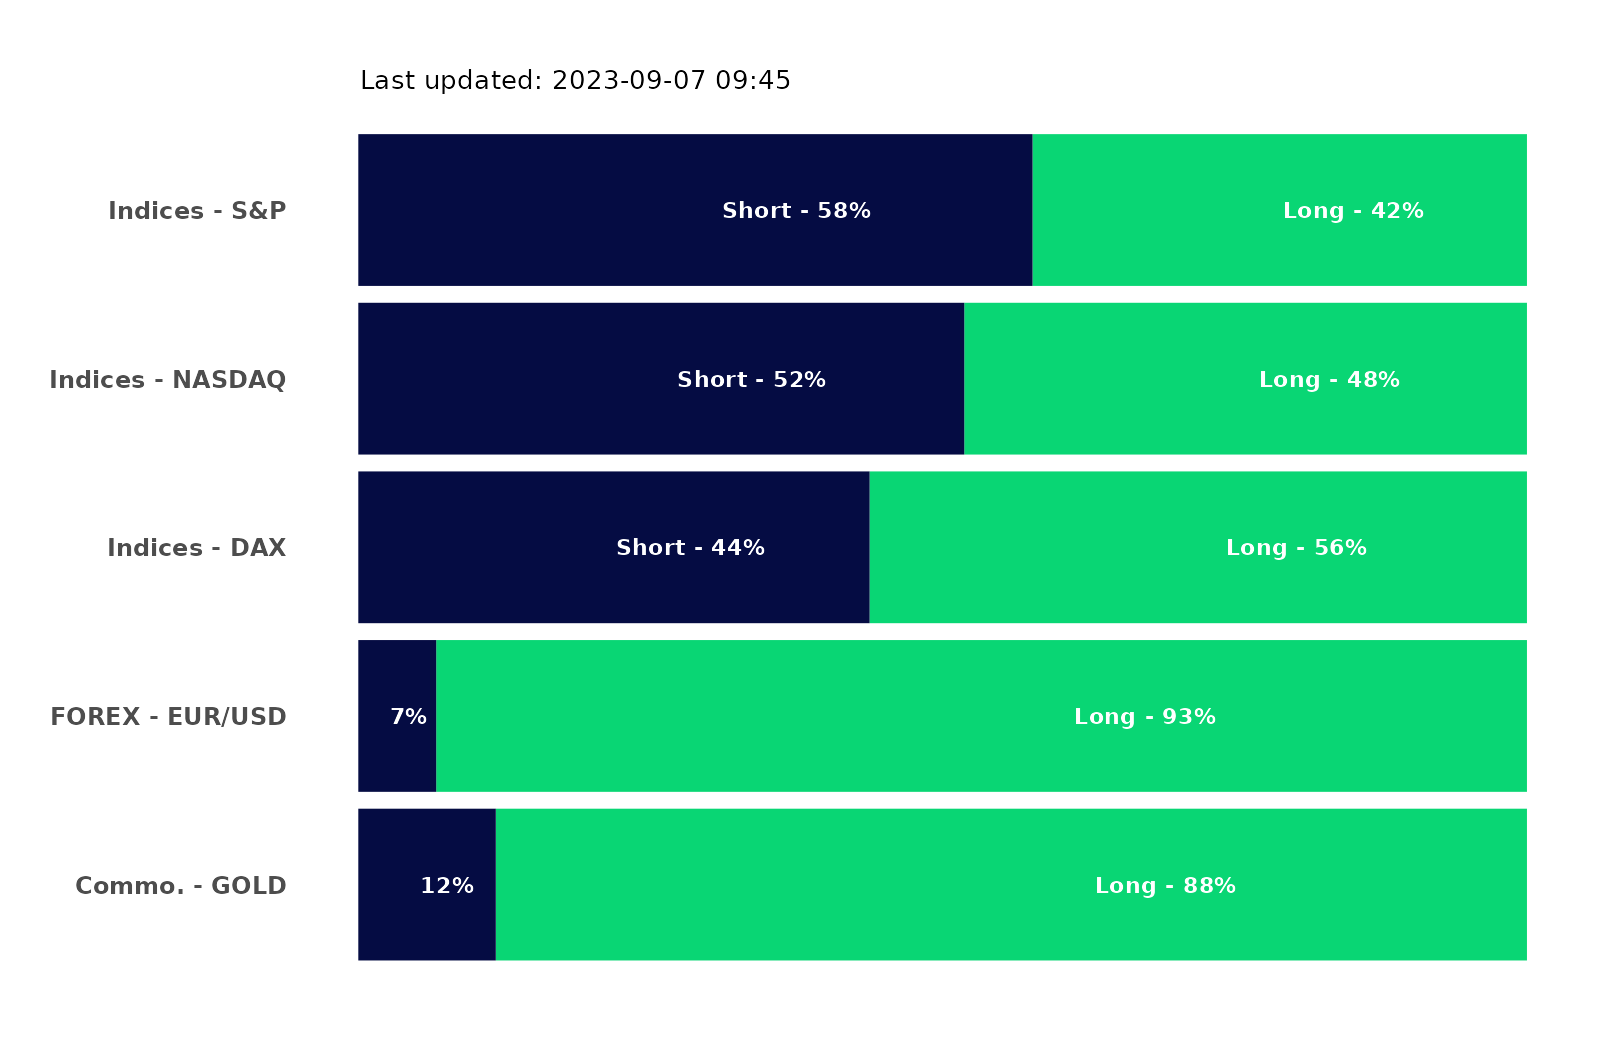 Last updated: 2023-09-07 09:45
Indices - S&P Short - 58% Long - 42%
Indices - NASDAQ Short - 52% Long - 48%
Indices - DAX Short - 44% Long - 56%
FOREX - EUR/USD 7% Long - 93%
Commo. - GOLD 12% Long - 88%